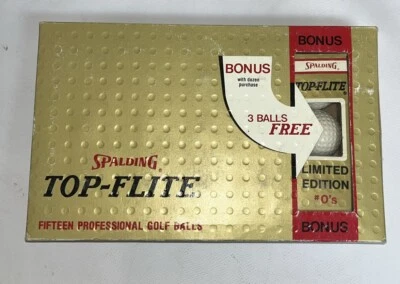 BONUS
with dozen
purchase
3 BALLS
FREE
BONUS
SPALDING
TOP-FLITE
LIMITED
EDITION
#0's
BONUS
SPALDING
TOP-FLITE
FIFTEEN PROFESSIONAL GOLF BALLS